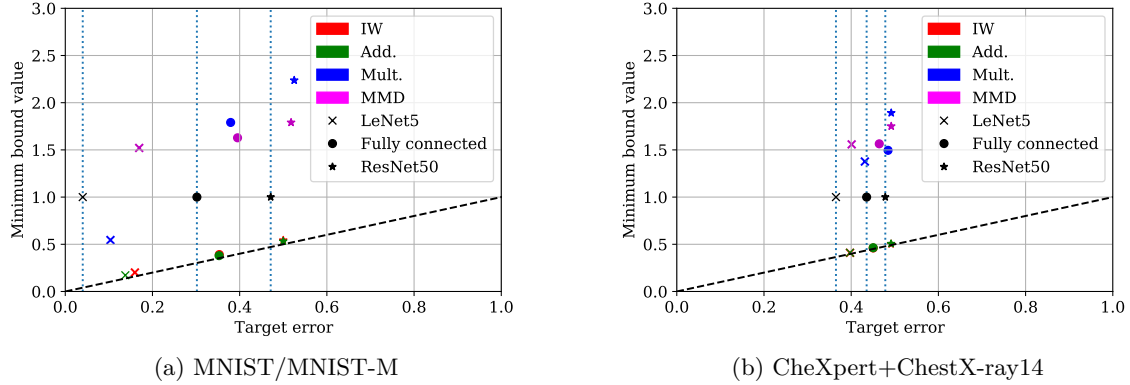 3.0
2.5
2.0
1.5
1.0
0.5
0.0
Minimum bound value
0.0 0.2 0.4 0.6 0.8 1.0
Target error
IW
Add.
Mult.
MMD
LeNet5
Fully connected
ResNet50
(a) MNIST/MNIST-M
3.0
2.5
2.0
1.5
1.0
0.5
0.0
Minimum bound value
0.0 0.2 0.4 0.6 0.8 1.0
Target error
IW
Add.
Mult.
MMD
LeNet5
Fully connected
ResNet50
(b) CheXpert+ChestX-ray14